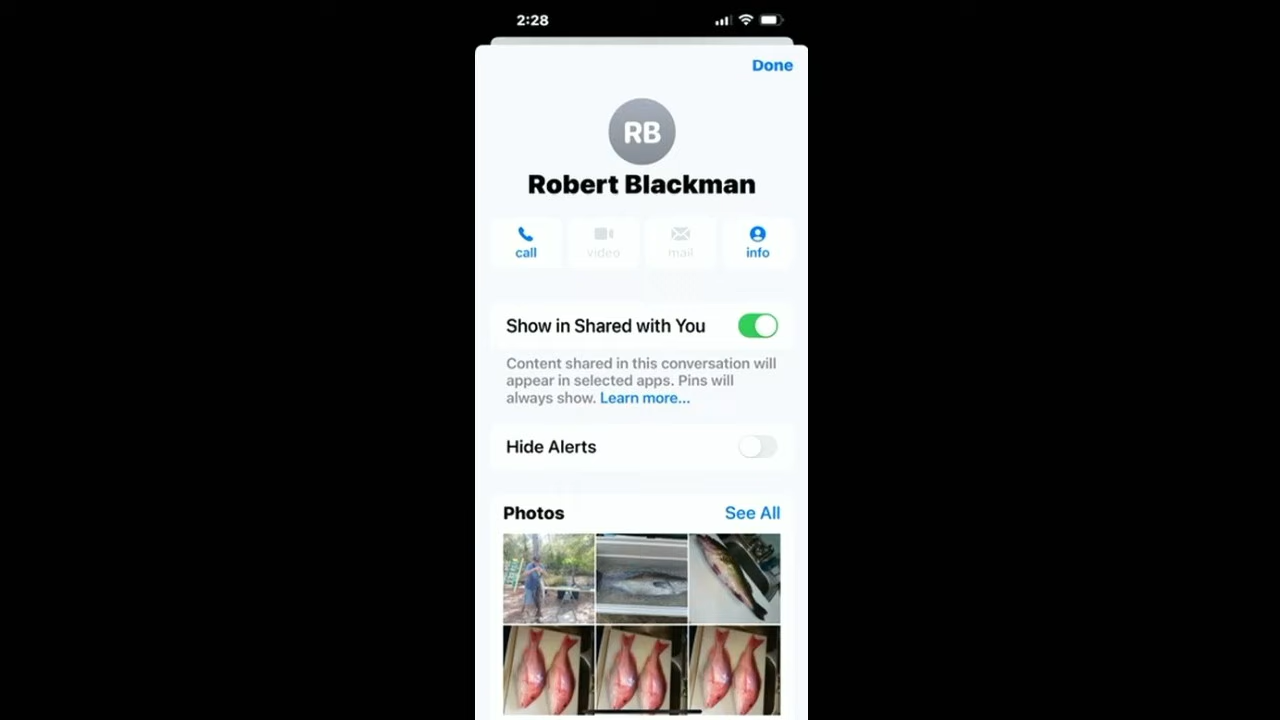 2:28
Done
RB
Robert Blackman
call video mail info
Show in Shared with You
Content shared in this conversation will
appear in selected apps. Pins will
always show. Learn more...
Hide Alerts
Photos See All